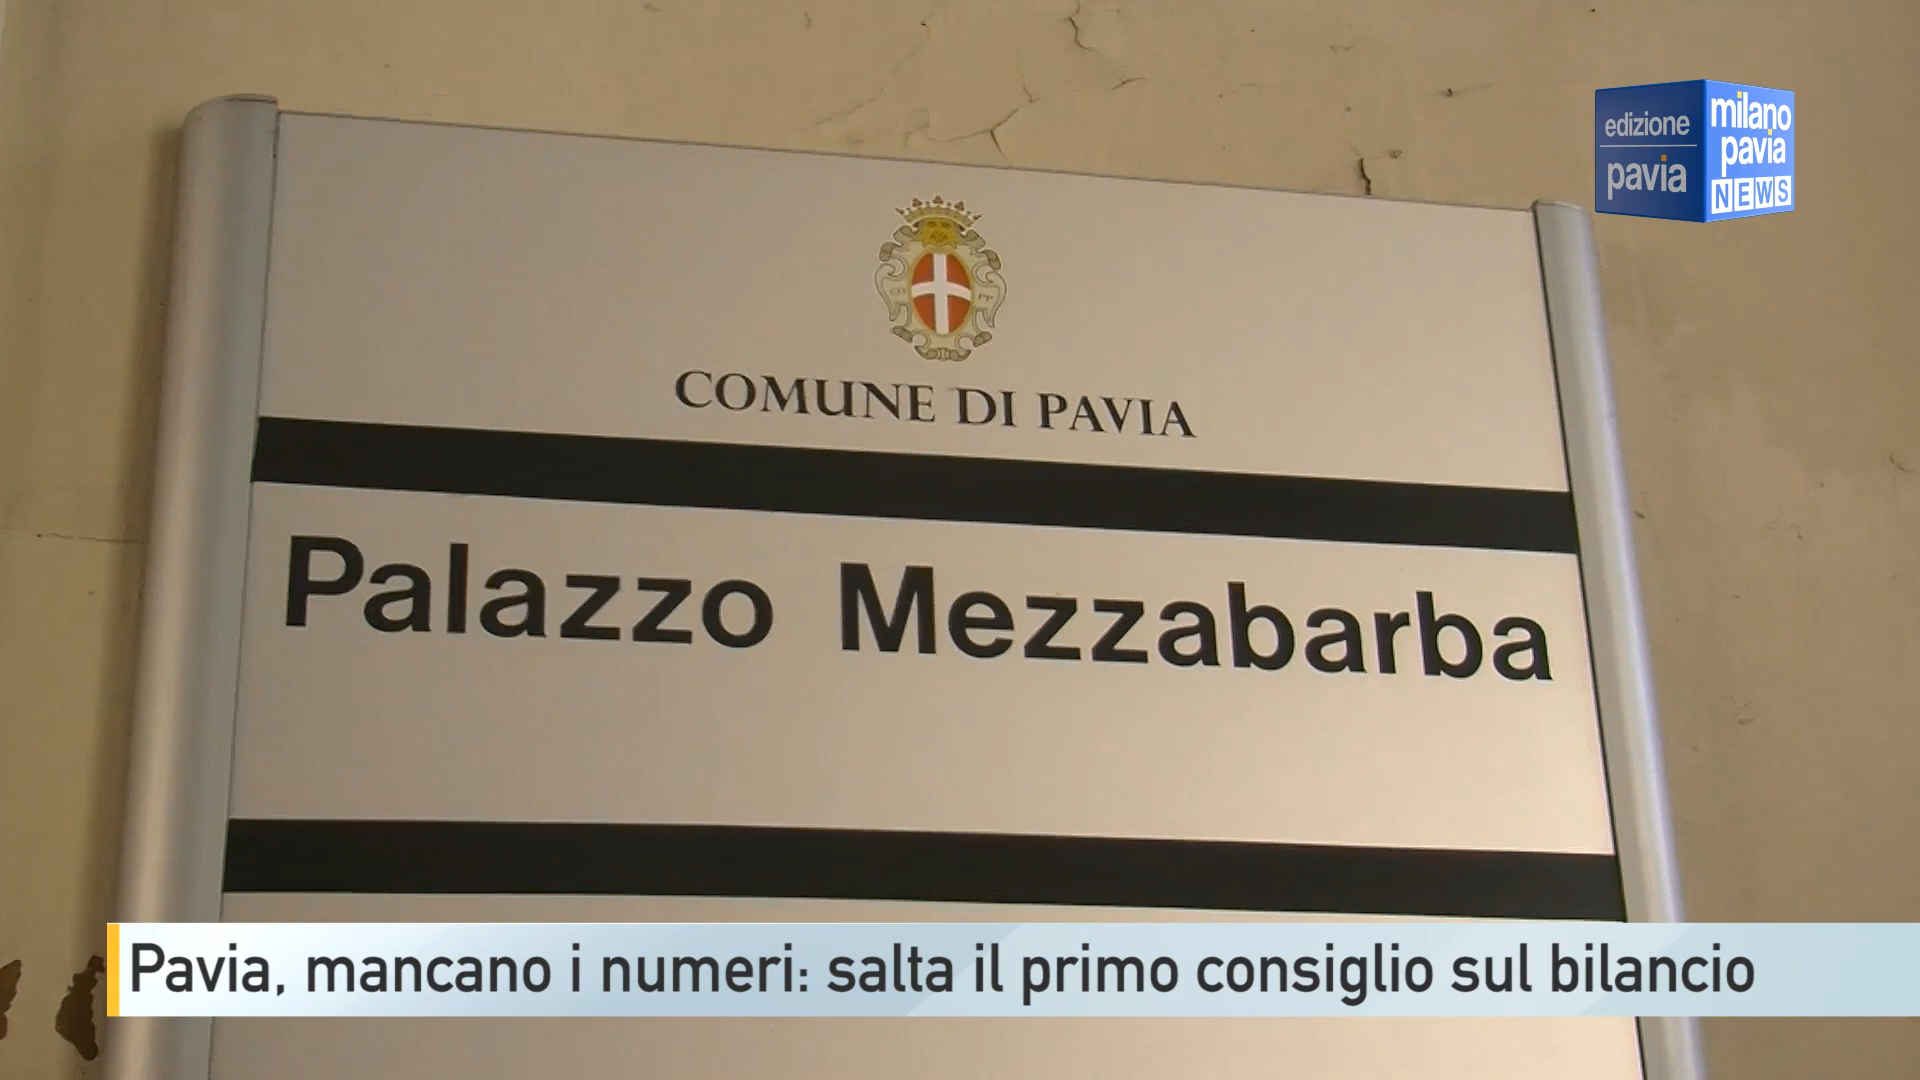 edizione
pavia
milano
pavia
NEWS
COMUNE DI PAVIA
Palazzo Mezzabarba
Pavia, mancano i numeri: salta il primo consiglio sul bilancio